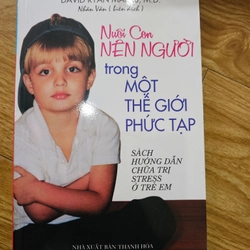 DAVID RYAN MARKS, M.D.
Nhân Văn ( biên dịch )
Nuôi Con
NÊN NGƯỜI
trong
MỘT
THẾ GIỚI
PHỨC TẠP
SÁCH
HƯỚNG DẪN
CHỮA TRỊ
STRESS
Ở TRẺ EM
NHÀ XUẤT BẢN THANH HÓA